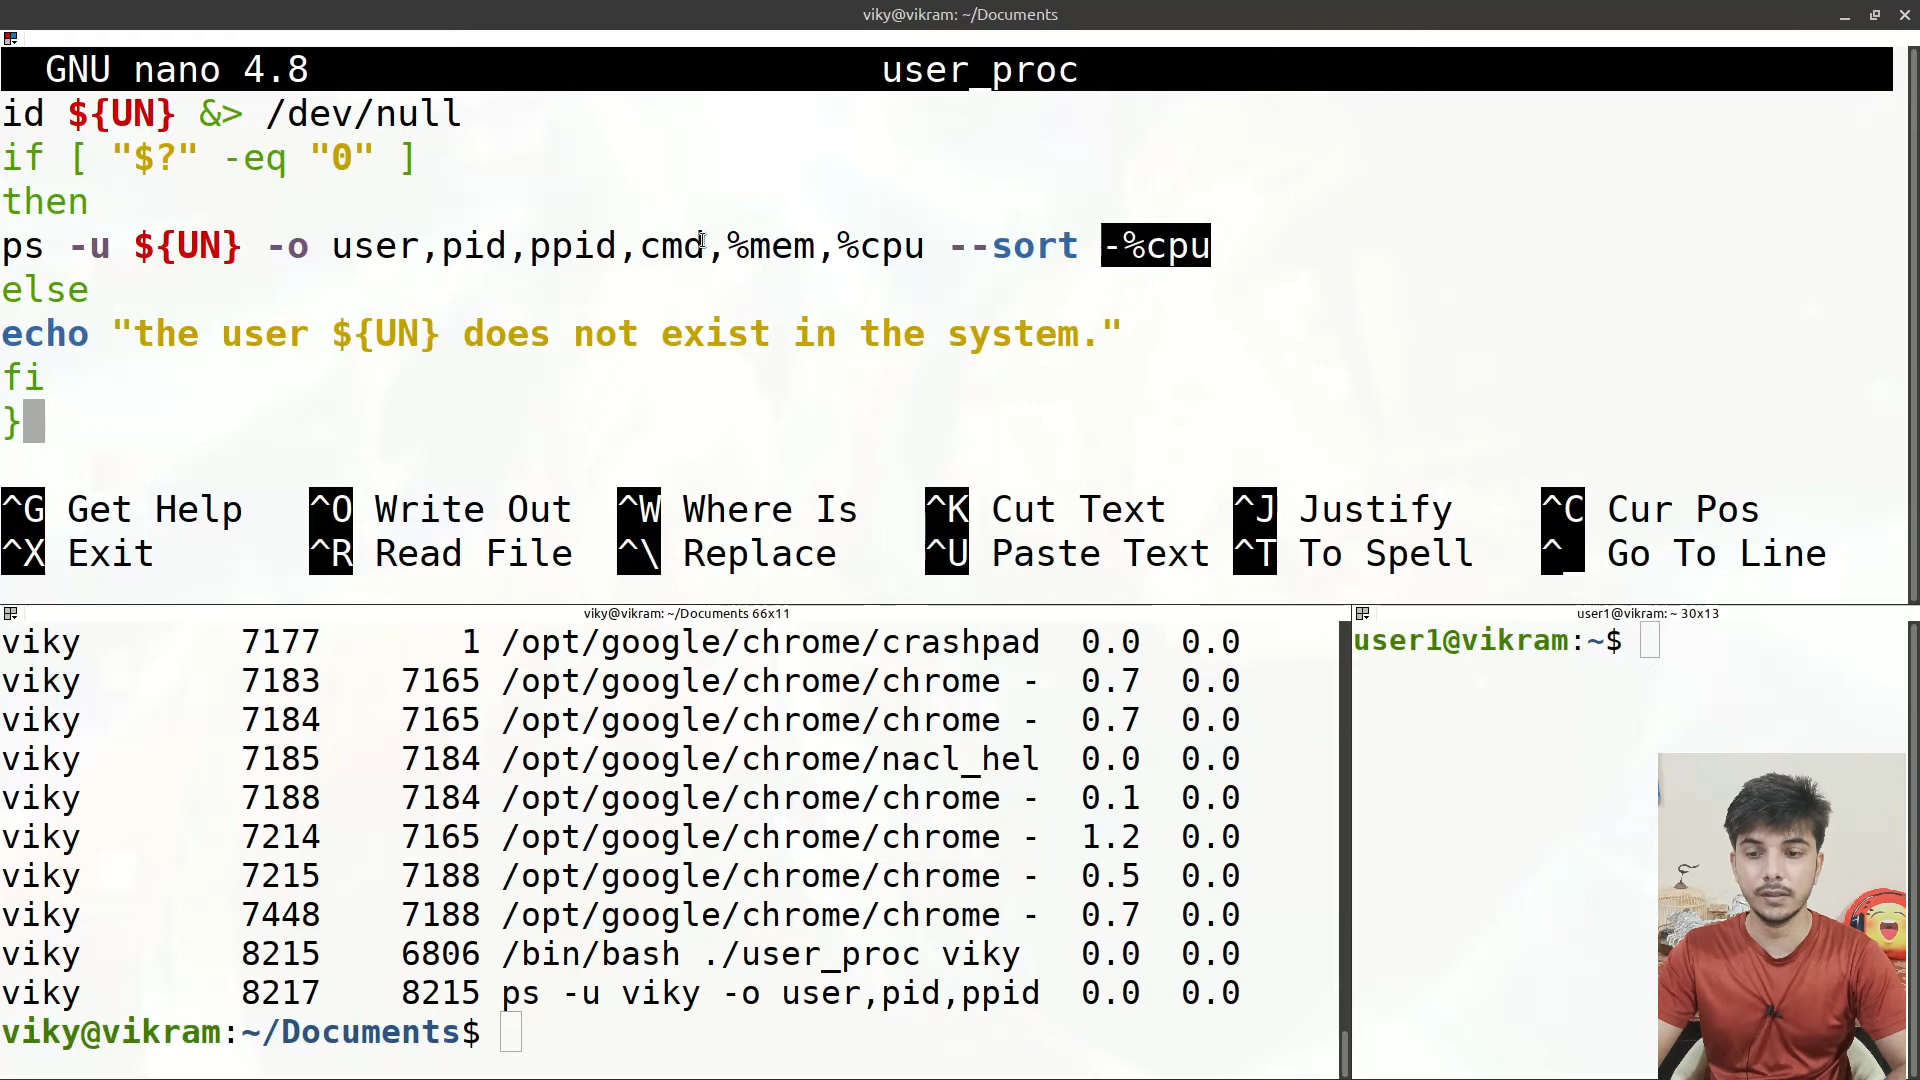 viky@vikram: ~/Documents
GNU nano 4.8 user_proc
id ${UN} &> /dev/null
if [ "$?" -eq "0" ]
then
ps -u ${UN} -o user,pid,ppid,cmd,%mem,%cpu --sort -%cpu
else
echo "the user ${UN} does not exist in the system."
fi
}
^G Get Help ^O Write Out ^W Where Is ^K Cut Text ^J Justify ^C Cur Pos
^X Exit ^R Read File ^\ Replace ^U Paste Text ^T To Spell ^_ Go To Line
viky@vikram: ~/Documents 66x11
viky 7177 1 /opt/google/chrome/crashpad 0.0 0.0
viky 7183 7165 /opt/google/chrome/chrome - 0.7 0.0
viky 7184 7165 /opt/google/chrome/chrome - 0.7 0.0
viky 7185 7184 /opt/google/chrome/nacl_hel 0.0 0.0
viky 7188 7184 /opt/google/chrome/chrome - 0.1 0.0
viky 7214 7165 /opt/google/chrome/chrome - 1.2 0.0
viky 7215 7188 /opt/google/chrome/chrome - 0.5 0.0
viky 7448 7188 /opt/google/chrome/chrome - 0.7 0.0
viky 8215 6806 /bin/bash ./user_proc viky 0.0 0.0
viky 8217 8215 ps -u viky -o user,pid,ppid 0.0 0.0
viky@vikram:~/Documents$
user1@vikram: ~ 30x13
user1@vikram:~$